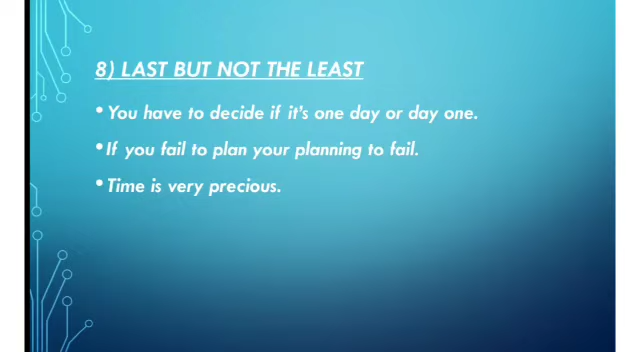 8) LAST BUT NOT THE LEAST
• You have to decide if it's one day or day one.
• If you fail to plan your planning to fail.
• Time is very precious.